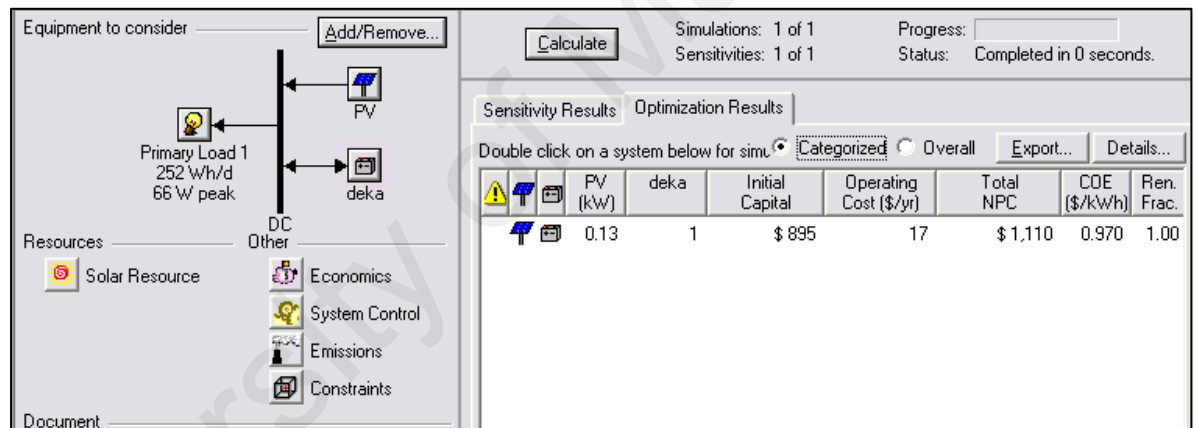 Equipment to consider
Add/Remove...
PV
Primary Load 1
252 Wh/d
66 W peak
deka
DC
Resources
Other
Solar Resource
Economics
System Control
Emissions
Constraints
Document
Calculate
Simulations: 1 of 1
Progress:
Sensitivities: 1 of 1
Status: Completed in 0 seconds.
Sensitivity Results
Optimization Results
Double click on a system below for simu
Categorized
Overall
Export...
Details...
PV (kW) deka Initial Capital Operating Cost ($/yr) Total NPC COE ($/kWh) Ren. Frac.
0.13 1 $ 895 17 $ 1,110 0.970 1.00